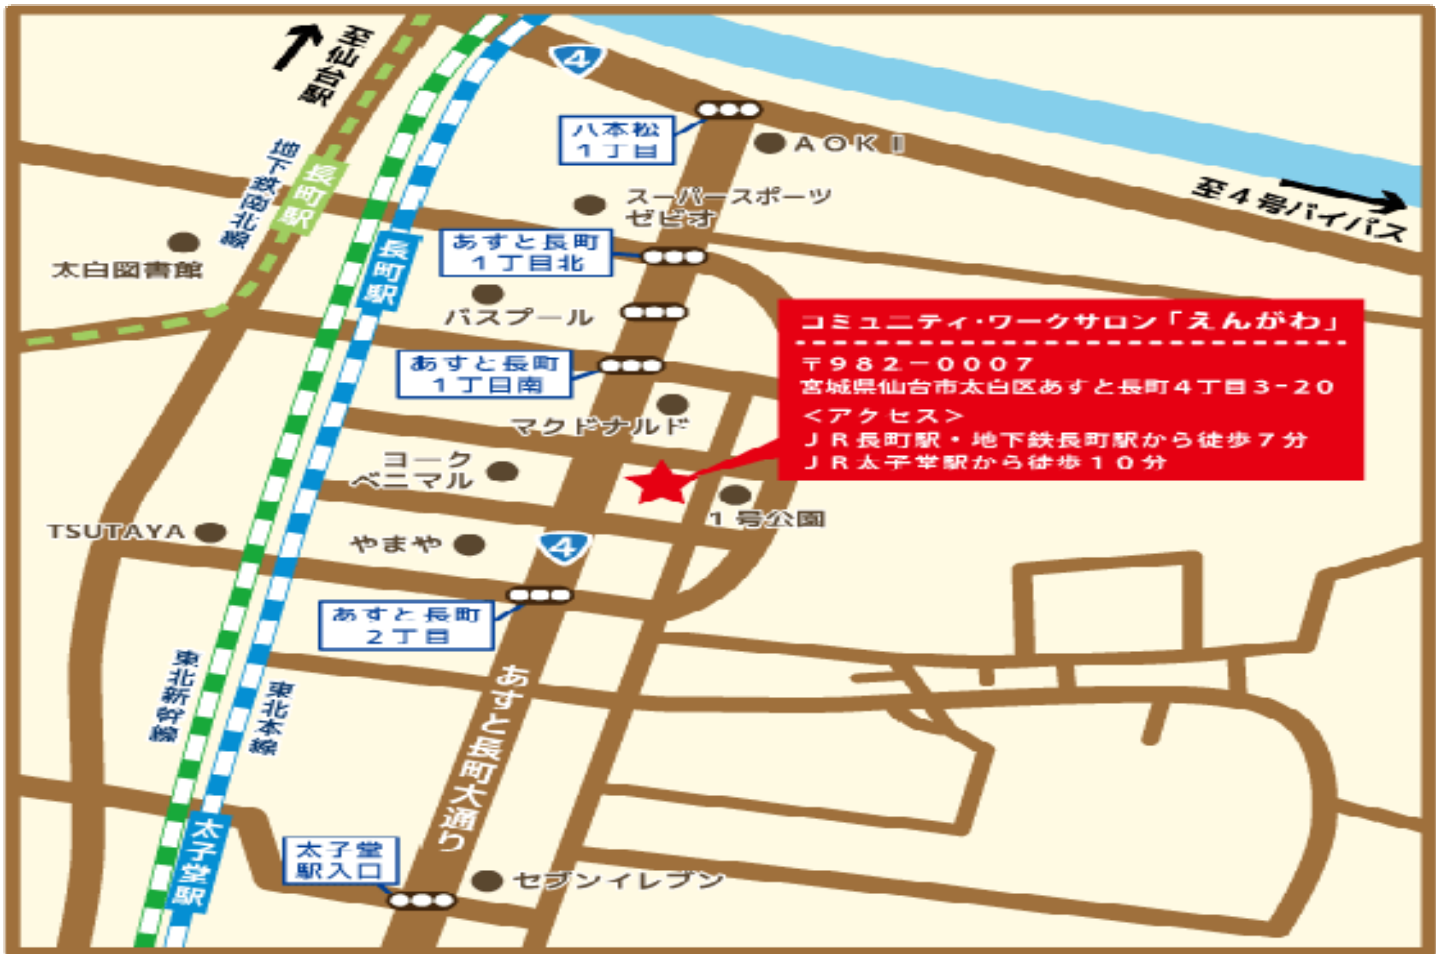 至仙台駅
4
八本松
1丁目
AOKI
地下鉄南北線
長町駅
スーパースポーツ
ゼビオ
至4号バイパス
長町駅
あすと長町
1丁目北
太白図書館
バスプール
あすと長町
1丁目南
コミュニティ・ワークサロン「えんがわ」
〒982-0007
宮城県仙台市太白区あすと長町4丁目3-20
<アクセス>
JR長町駅・地下鉄長町駅から徒歩7分
JR太子堂駅から徒歩10分
マクドナルド
ヨーク
ベニマル
1号公園
TSUTAYA
やまや
4
あすと長町
2丁目
東北新幹線
東北本線
あすと長町大通り
太子堂駅
太子堂
駅入口
セブンイレブン